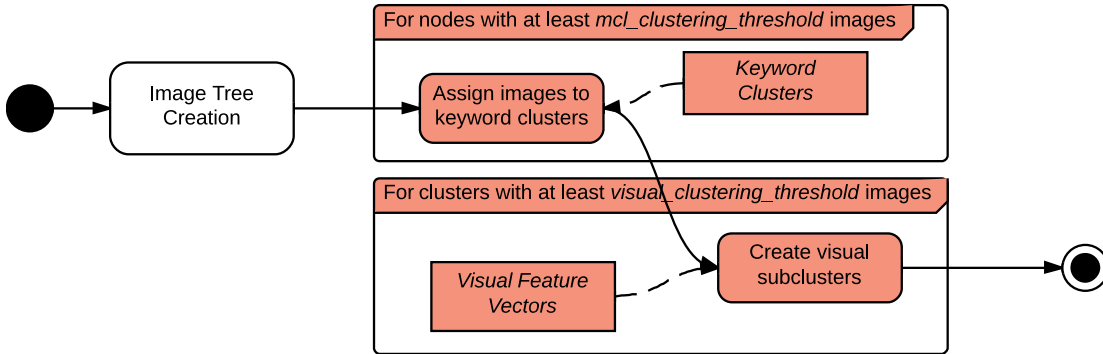 For nodes with at least mcl_clustering_threshold images
Keyword
Clusters
Image Tree
Creation
Assign images to
keyword clusters
For clusters with at least visual_clustering_threshold images
Create visual
subclusters
Visual Feature
Vectors